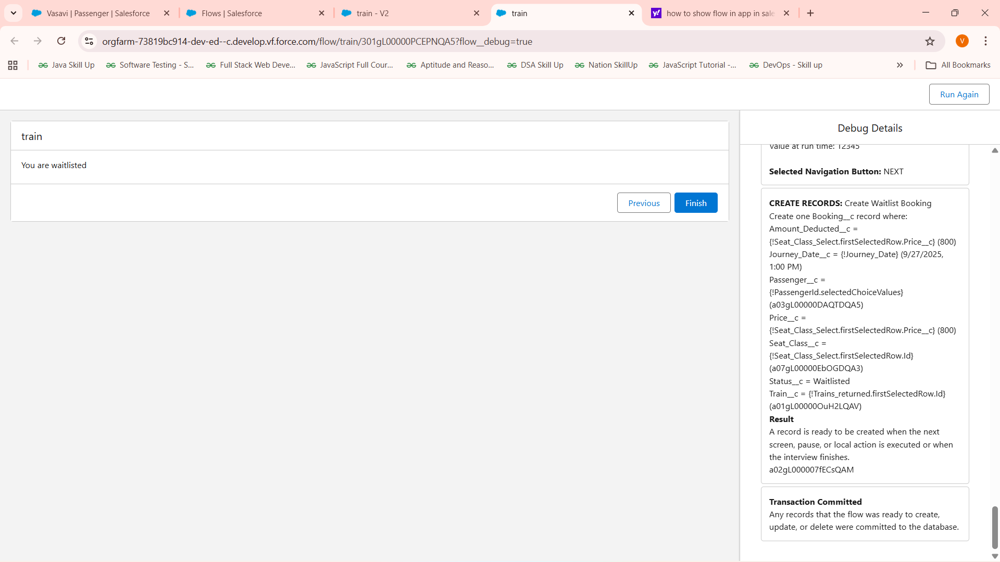 Vasavi | Passenger | Salesforce
Flows | Salesforce
train - V2
train
how to show flow in app in sale
orgfarm-73819bc914-dev-ed--c.develop.vf.force.com/flow/train/301gL00000PCEPNQA5?flow__debug=true
V
Java Skill Up
Software Testing - S...
Full Stack Web Deve...
JavaScript Full Cour...
Aptitude and Reaso...
DSA Skill Up
Nation SkillUp
JavaScript Tutorial -...
DevOps - Skill up
All Bookmarks
Run Again
train
You are waitlisted
Previous
Finish
Debug Details
Value at run time: 12345
Selected Navigation Button: NEXT
CREATE RECORDS: Create Waitlist Booking
Create one Booking__c record where:
Amount_Deducted__c =
{!Seat_Class_Select.firstSelectedRow.Price__c} (800)
Journey_Date__c = {!Journey_Date} (9/27/2025,
1:00 PM)
Passenger__c =
{!PassengerId.selectedChoiceValues}
(a03gL00000DAQTDQA5)
Price__c =
{!Seat_Class_Select.firstSelectedRow.Price__c} (800)
Seat_Class__c =
{!Seat_Class_Select.firstSelectedRow.Id}
(a07gL00000EbOGDQA3)
Status__c = Waitlisted
Train__c = {!Trains_returned.firstSelectedRow.Id}
(a01gL00000OuH2LQAV)
Result
A record is ready to be created when the next
screen, pause, or local action is executed or when
the interview finishes.
a02gL000007fECsQAM
Transaction Committed
Any records that the flow was ready to create,
update, or delete were committed to the database.